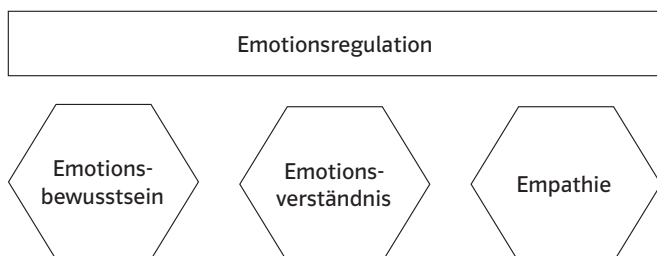 Emotionsregulation
Emotions-
bewusstsein
Emotions-
verständnis
Empathie